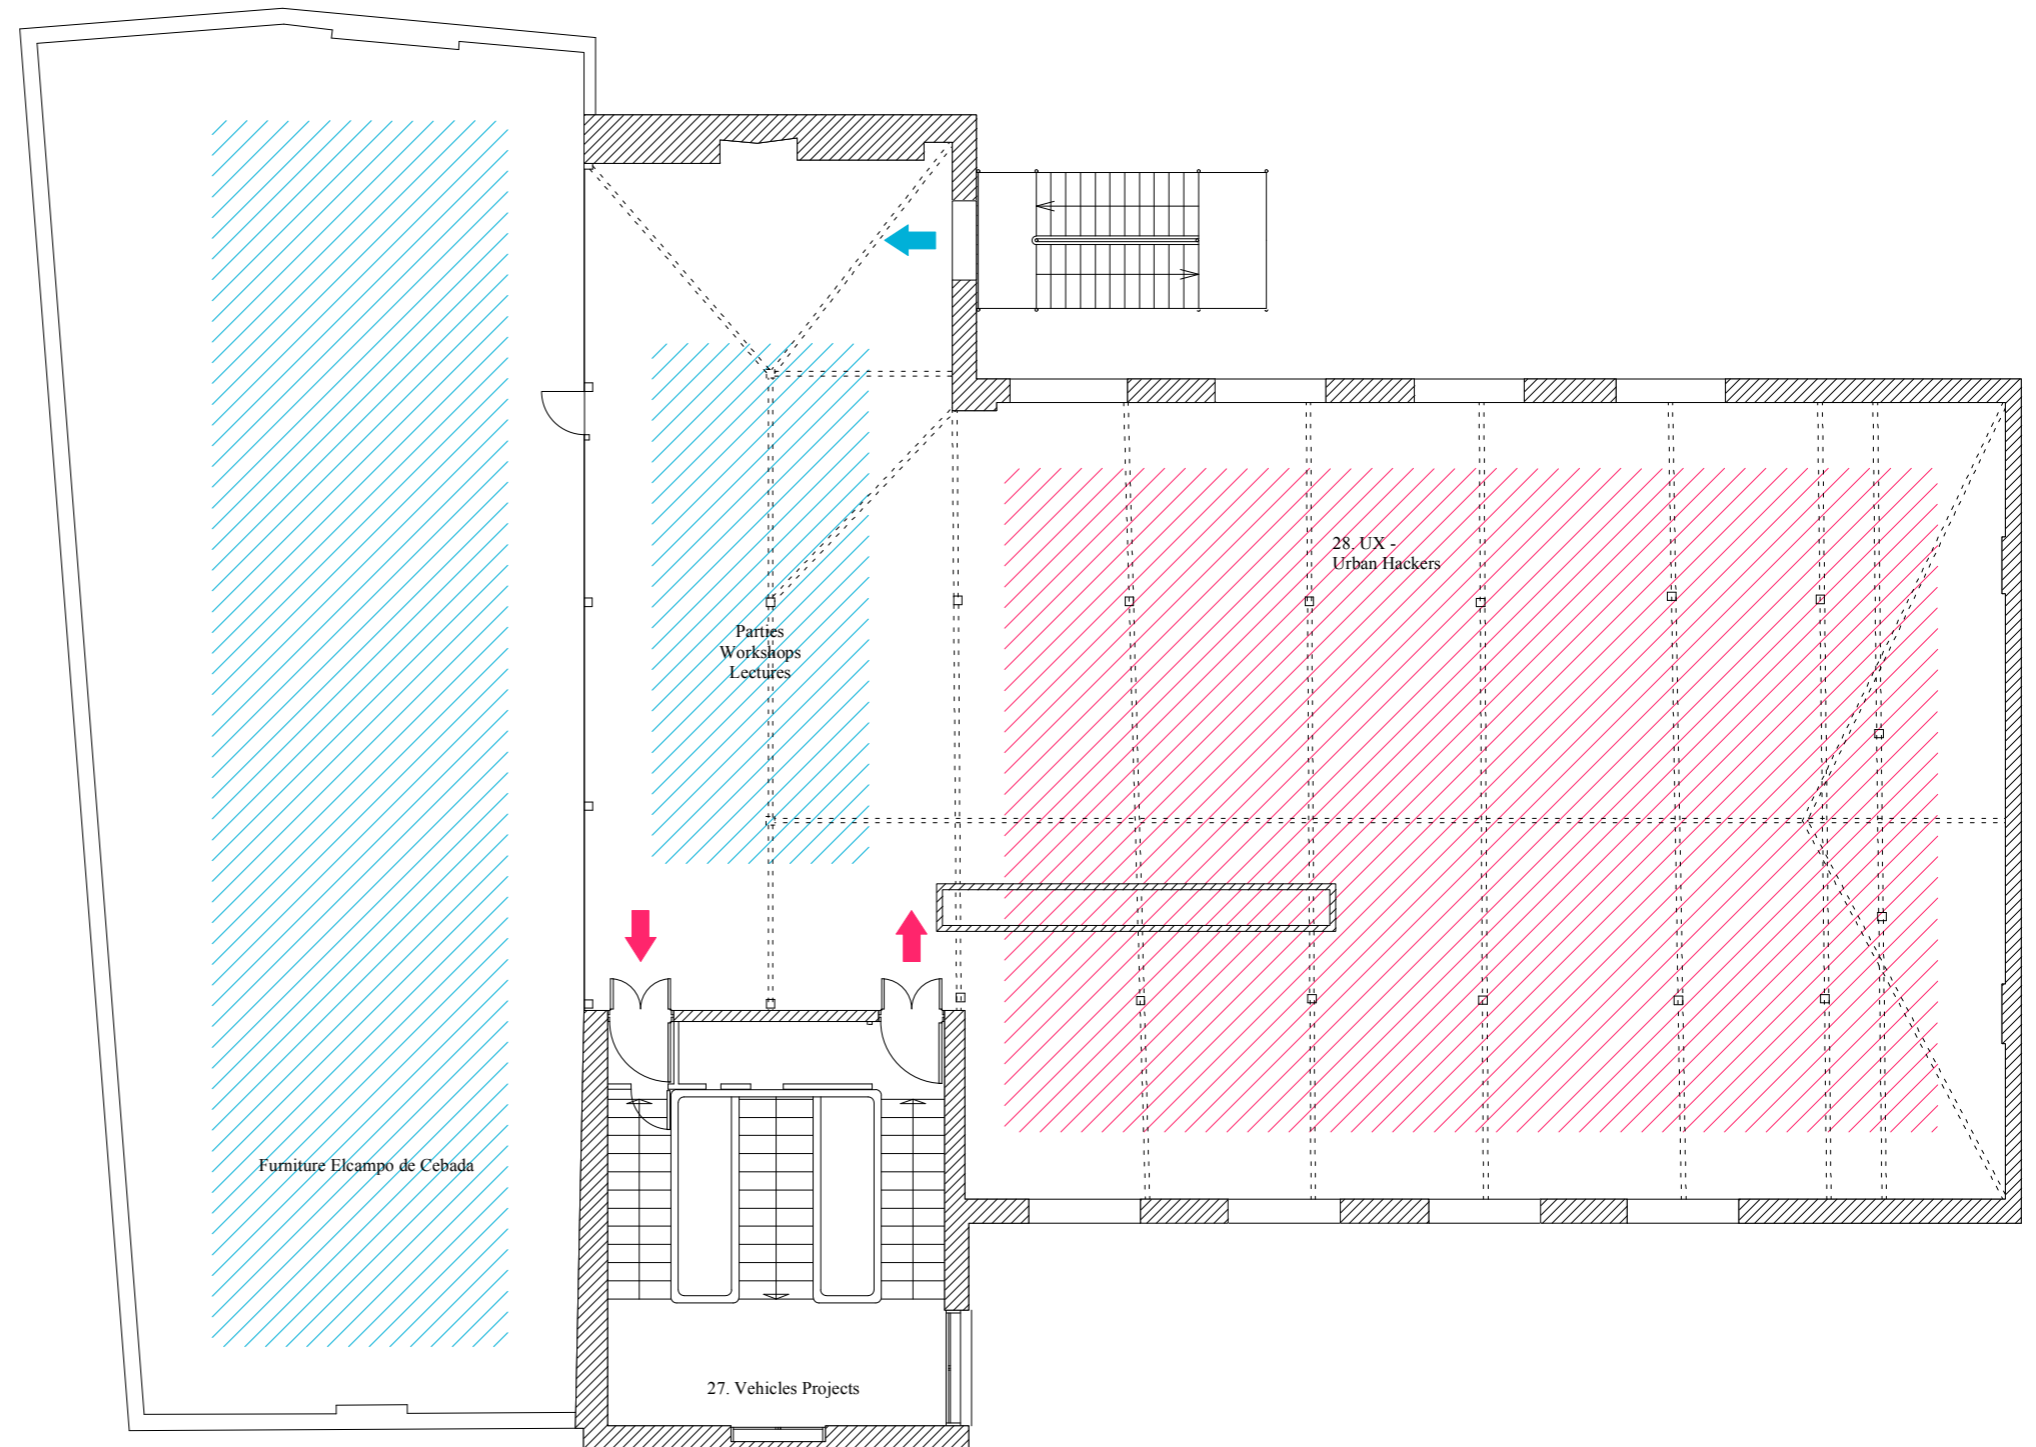 28. UX -
Urban Hackers
Parties
Workshops
Lectures
Furniture Elcampo de Cebada
27. Vehicles Projects